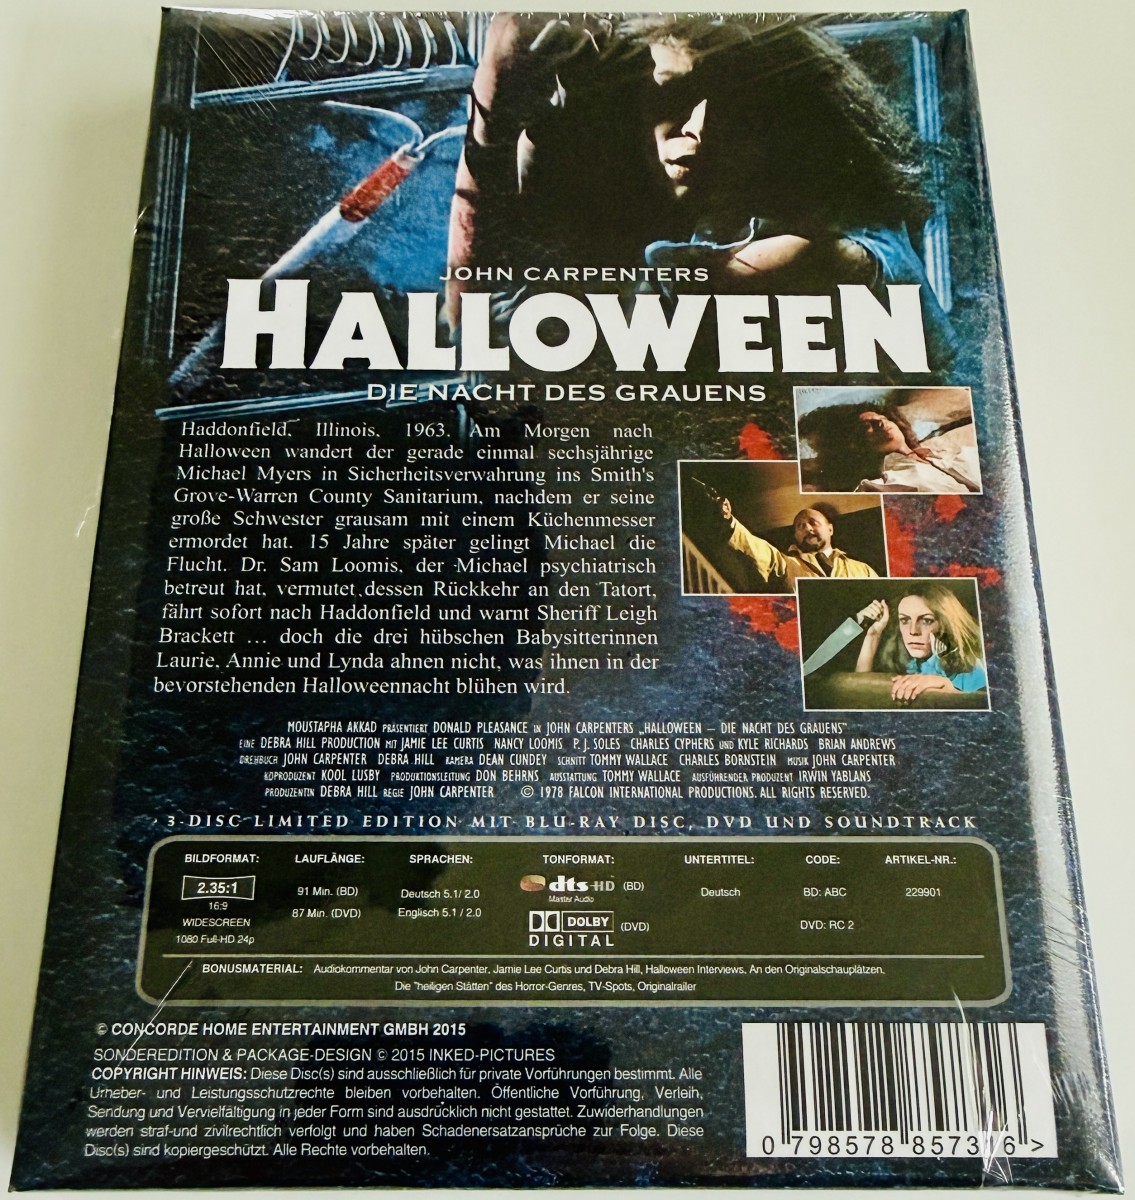 JOHN CARPENTERS
HALLOWEEN
DIE NACHT DES GRAUENS
Haddonfield, Illinois, 1963. Am Morgen nach
Halloween wandert der gerade einmal sechsjährige
Michael Myers in Sicherheitsverwahrung ins Smith's
Grove-Warren County Sanitarium, nachdem er seine
große Schwester grausam mit einem Küchenmesser
ermordet hat. 15 Jahre später gelingt Michael die
Flucht. Dr. Sam Loomis, der Michael psychiatrisch
betreut hat, vermutet dessen Rückkehr an den Tatort,
fährt sofort nach Haddonfield und warnt Sheriff Leigh
Brackett ... doch die drei hübschen Babysitterinnen
Laurie, Annie und Lynda ahnen nicht, was ihnen in der
bevorstehenden Halloweennacht blühen wird.
MOUSTAPHA AKKAD PRÄSENTIERT DONALD PLEASANCE IN JOHN CARPENTERS „HALLOWEEN – DIE NACHT DES GRAUENS"
EINE DEBRA HILL PRODUCTION MIT JAMIE LEE CURTIS NANCY LOOMIS P. J. SOLES CHARLES CYPHERS UND KYLE RICHARDS BRIAN ANDREWS
DREHBUCH JOHN CARPENTER DEBRA HILL KAMERA DEAN CUNDEY SCHNITT TOMMY WALLACE CHARLES BORNSTEIN MUSIK JOHN CARPENTER
KOPRODUZENT KOOL LUSBY PRODUKTIONSLEITUNG DON BEHRNS AUSSTATTUNG TOMMY WALLACE AUSFÜHRENDER PRODUZENT IRWIN YABLANS
PRODUZENTIN DEBRA HILL REGIE JOHN CARPENTER © 1978 FALCON INTERNATIONAL PRODUCTIONS. ALL RIGHTS RESERVED.
3-DISC LIMITED EDITION MIT BLU-RAY DISC, DVD UND SOUNDTRACK
BILDFORMAT: LAUFLÄNGE: SPRACHEN: TONFORMAT: UNTERTITEL: CODE: ARTIKEL-NR.:
2.35:1 91 Min. (BD) Deutsch 5.1/ 2.0 dts-HD (BD) Deutsch BD: ABC 229901
16:9 Master Audio
87 Min. (DVD) Englisch 5.1 / 2.0
WIDESCREEN DOLBY (DVD) DVD: RC 2
1080 Full-HD 24p DIGITAL
BONUSMATERIAL: Audiokommentar von John Carpenter, Jamie Lee Curtis und Debra Hill, Halloween Interviews, An den Originalschauplätzen,
Die "heiligen Stätten" des Horror-Genres, TV-Spots, Originalrailer
© CONCORDE HOME ENTERTAINMENT GMBH 2015
SONDEREDITION & PACKAGE-DESIGN © 2015 INKED-PICTURES
COPYRIGHT HINWEIS: Diese Disc(s) sind ausschließlich für private Vorführungen bestimmt. Alle
Urheber- und Leistungsschutzrechte bleiben vorbehalten. Öffentliche Vorführung, Verleih,
Sendung und Vervielfältigung in jeder Form sind ausdrücklich nicht gestattet. Zuwiderhandlungen
werden straf-und zivilrechtlich verfolgt und haben Schadenersatzansprüche zur Folge. Diese
Disc(s) sind kopiergeschützt. Alle Rechte vorbehalten.
0 798578 857316 >